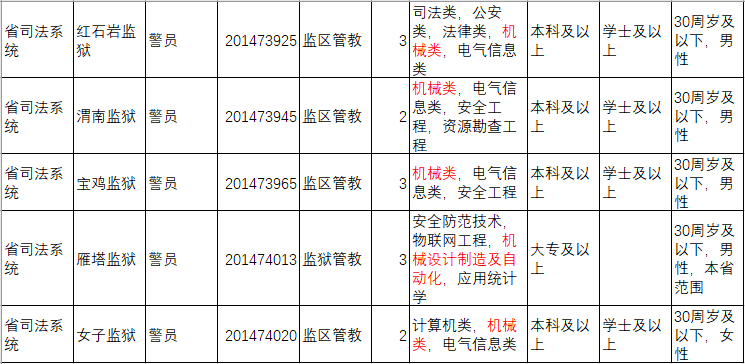 省司法系统
红石岩监狱
警员
201473925
监区管教
3
司法类，公安
类，法律类，机
械类，电气信息
类
本科及以上
学士及以上
30周岁及以下，男性
省司法系统
渭南监狱
警员
201473945
监区管教
2
机械类，电气信
息类，安全工
程，资源勘查工
程
本科及以上
学士及以上
30周岁及以下，男性
省司法系统
宝鸡监狱
警员
201473965
监区管教
3
机械类，电气信
息类，安全工程
本科及以上
学士及以上
30周岁及以下，男性
省司法系统
雁塔监狱
警员
201474013
监狱管教
3
安全防范技术，
物联网工程，机
械设计制造及自
动化，应用统计
学
大专及以上
30周岁及以下，男性，本省范围
省司法系统
女子监狱
警员
201474020
监区管教
2
计算机类，机械
类，电气信息类
本科及以上
学士及以上
30周岁及以下，女性